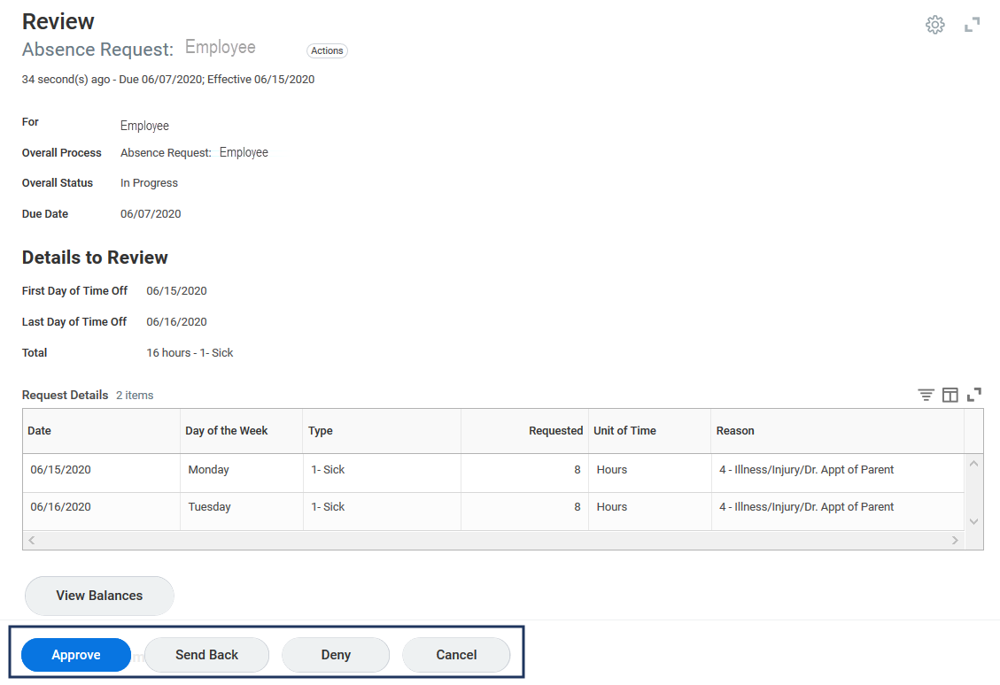 Review
Absence Request: Employee Actions
34 second(s) ago - Due 06/07/2020; Effective 06/15/2020
For Employee
Overall Process Absence Request: Employee
Overall Status In Progress
Due Date 06/07/2020
Details to Review
First Day of Time Off 06/15/2020
Last Day of Time Off 06/16/2020
Total 16 hours - 1- Sick
Request Details 2 items
Date Day of the Week Type Requested Unit of Time Reason
06/15/2020 Monday 1- Sick 8 Hours 4 - Illness/Injury/Dr. Appt of Parent
06/16/2020 Tuesday 1- Sick 8 Hours 4 - Illness/Injury/Dr. Appt of Parent
View Balances
Approve Send Back Deny Cancel